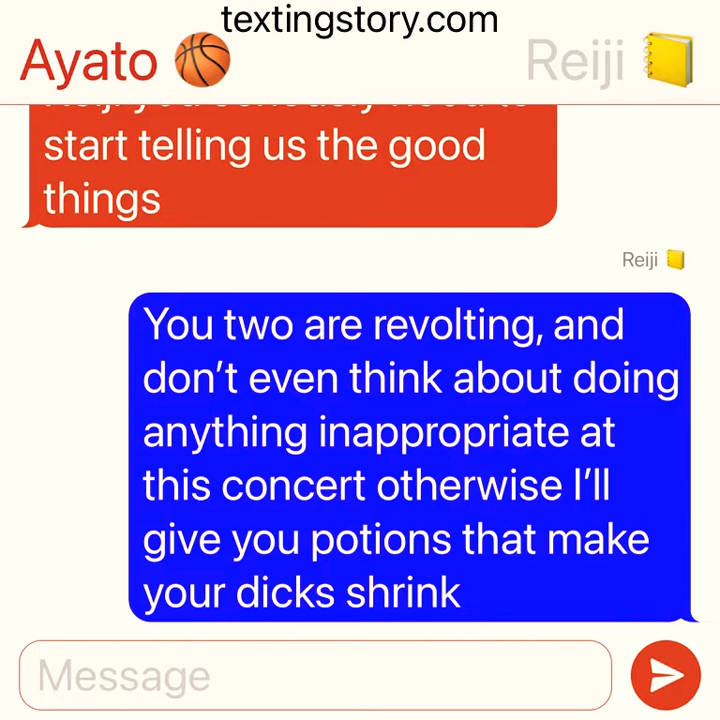 textingstory.com
Ayato 🏀
Reiji 📒
start telling us the good
things
Reiji 📒
You two are revolting, and
don't even think about doing
anything inappropriate at
this concert otherwise I'll
give you potions that make
your dicks shrink
Message